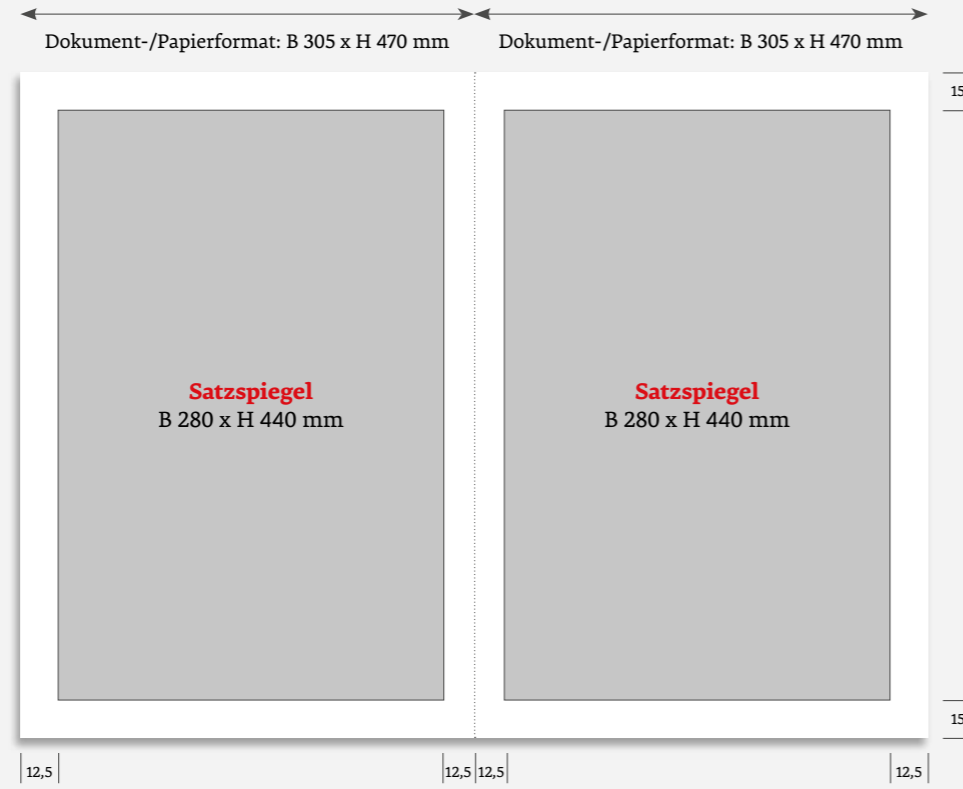 Dokument-/Papierformat: B 305 x H 470 mm
Dokument-/Papierformat: B 305 x H 470 mm
15
Satzspiegel
B 280 x H 440 mm
Satzspiegel
B 280 x H 440 mm
15
12,5
12,5
12,5
12,5